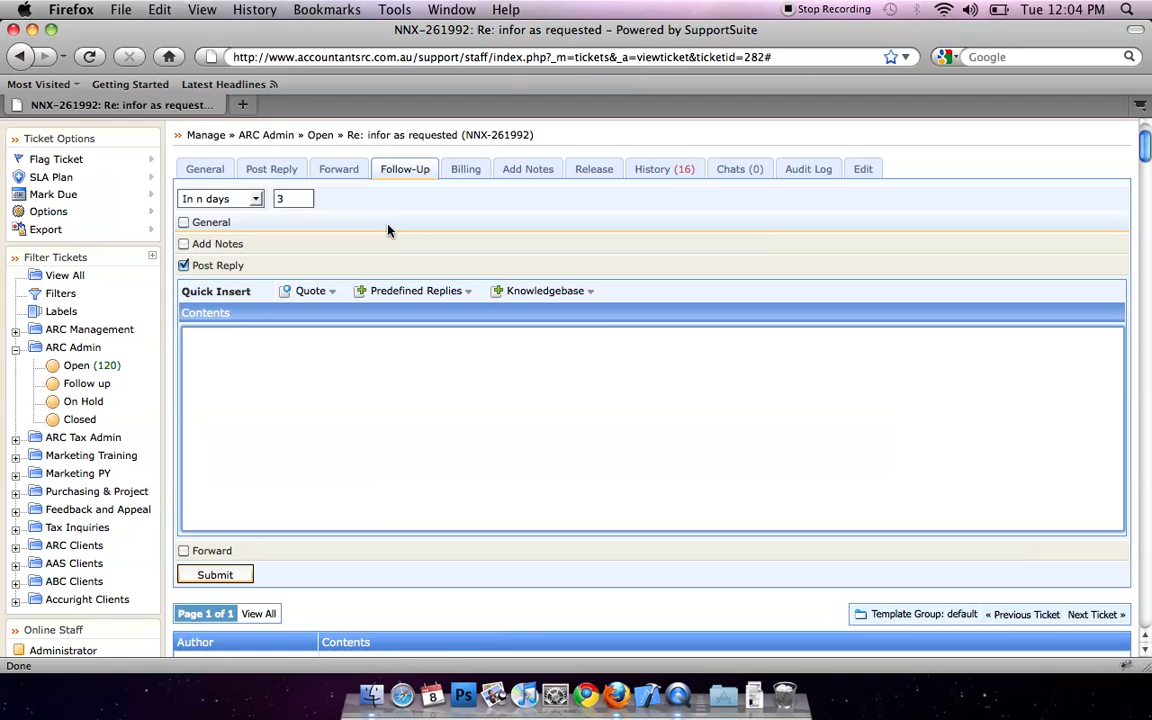 Firefox File Edit View History Bookmarks Tools Window Help Stop Recording Tue 12:04 PM
NNX-261992: Re: infor as requested - Powered by SupportSuite
http://www.accountantsrc.com.au/support/staff/index.php?_m=tickets&_a=viewticket&ticketid=282# Google
Most Visited Getting Started Latest Headlines
NNX-261992: Re: infor as request...
Ticket Options
Flag Ticket
SLA Plan
Mark Due
Options
Export
Filter Tickets
View All
Filters
Labels
ARC Management
ARC Admin
Open (120)
Follow up
On Hold
Closed
ARC Tax Admin
Marketing Training
Marketing PY
Purchasing & Project
Feedback and Appeal
Tax Inquiries
ARC Clients
AAS Clients
ABC Clients
Accuright Clients
Online Staff
Administrator
Manage » ARC Admin » Open » Re: infor as requested (NNX-261992)
General Post Reply Forward Follow-Up Billing Add Notes Release History (16) Chats (0) Audit Log Edit
In n days 3
General
Add Notes
Post Reply
Quick Insert Quote Predefined Replies Knowledgebase
Contents
Forward
Submit
Page 1 of 1 View All Template Group: default « Previous Ticket Next Ticket »
Author Contents
Done
8
Ps